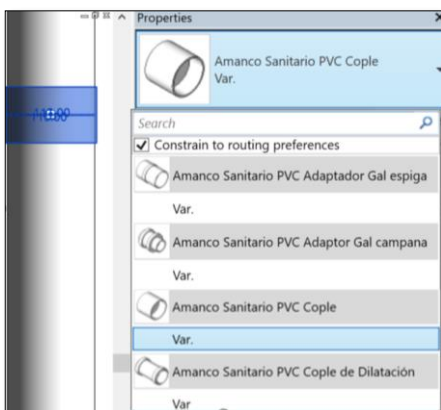 Properties
Amanco Sanitario PVC Cople
Var.
Search
Constrain to routing preferences
Amanco Sanitario PVC Adaptador Gal espiga
Var.
Amanco Sanitario PVC Adaptor Gal campana
Var.
Amanco Sanitario PVC Cople
Var.
Amanco Sanitario PVC Cople de Dilatación
Var